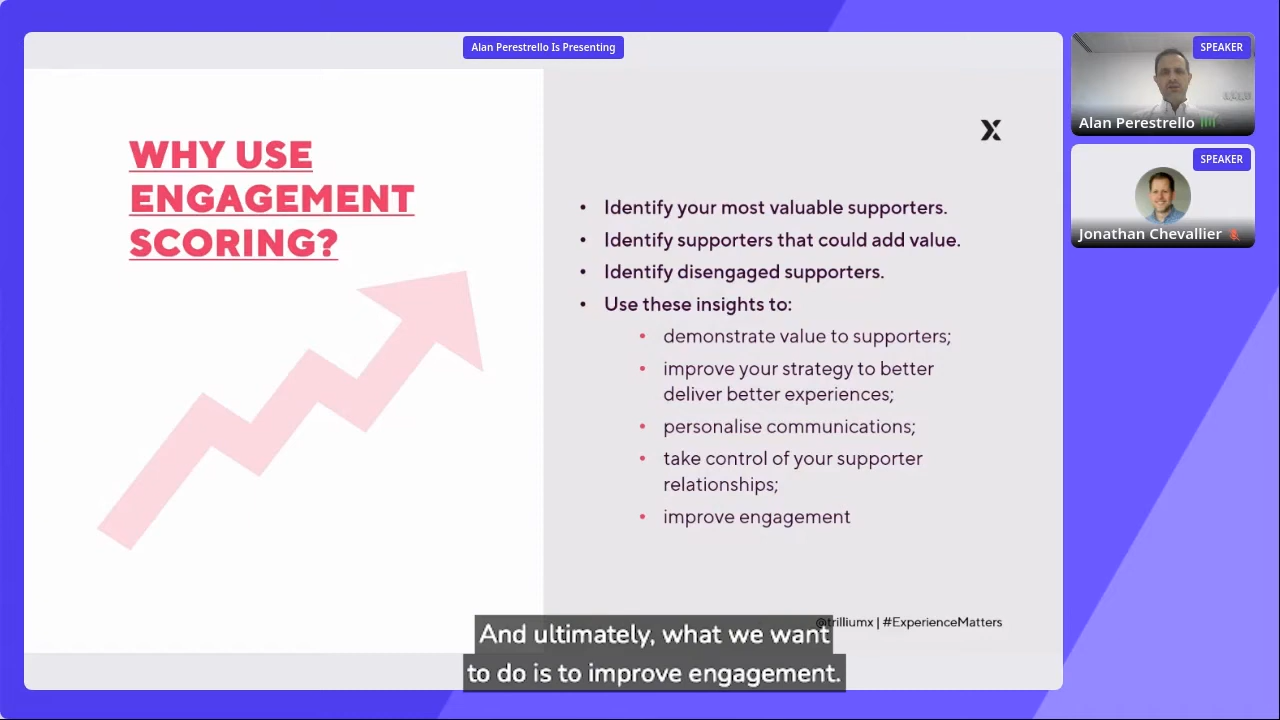 Alan Perestrello Is Presenting
WHY USE
ENGAGEMENT
SCORING?
• Identify your most valuable supporters.
• Identify supporters that could add value.
• Identify disengaged supporters.
• Use these insights to:
• demonstrate value to supporters;
• improve your strategy to better
deliver better experiences;
• personalise communications;
• take control of your supporter
relationships;
• improve engagement
@trilliumx | #ExperienceMatters
And ultimately, what we want
to do is to improve engagement.
SPEAKER
Alan Perestrello
SPEAKER
Jonathan Chevallier